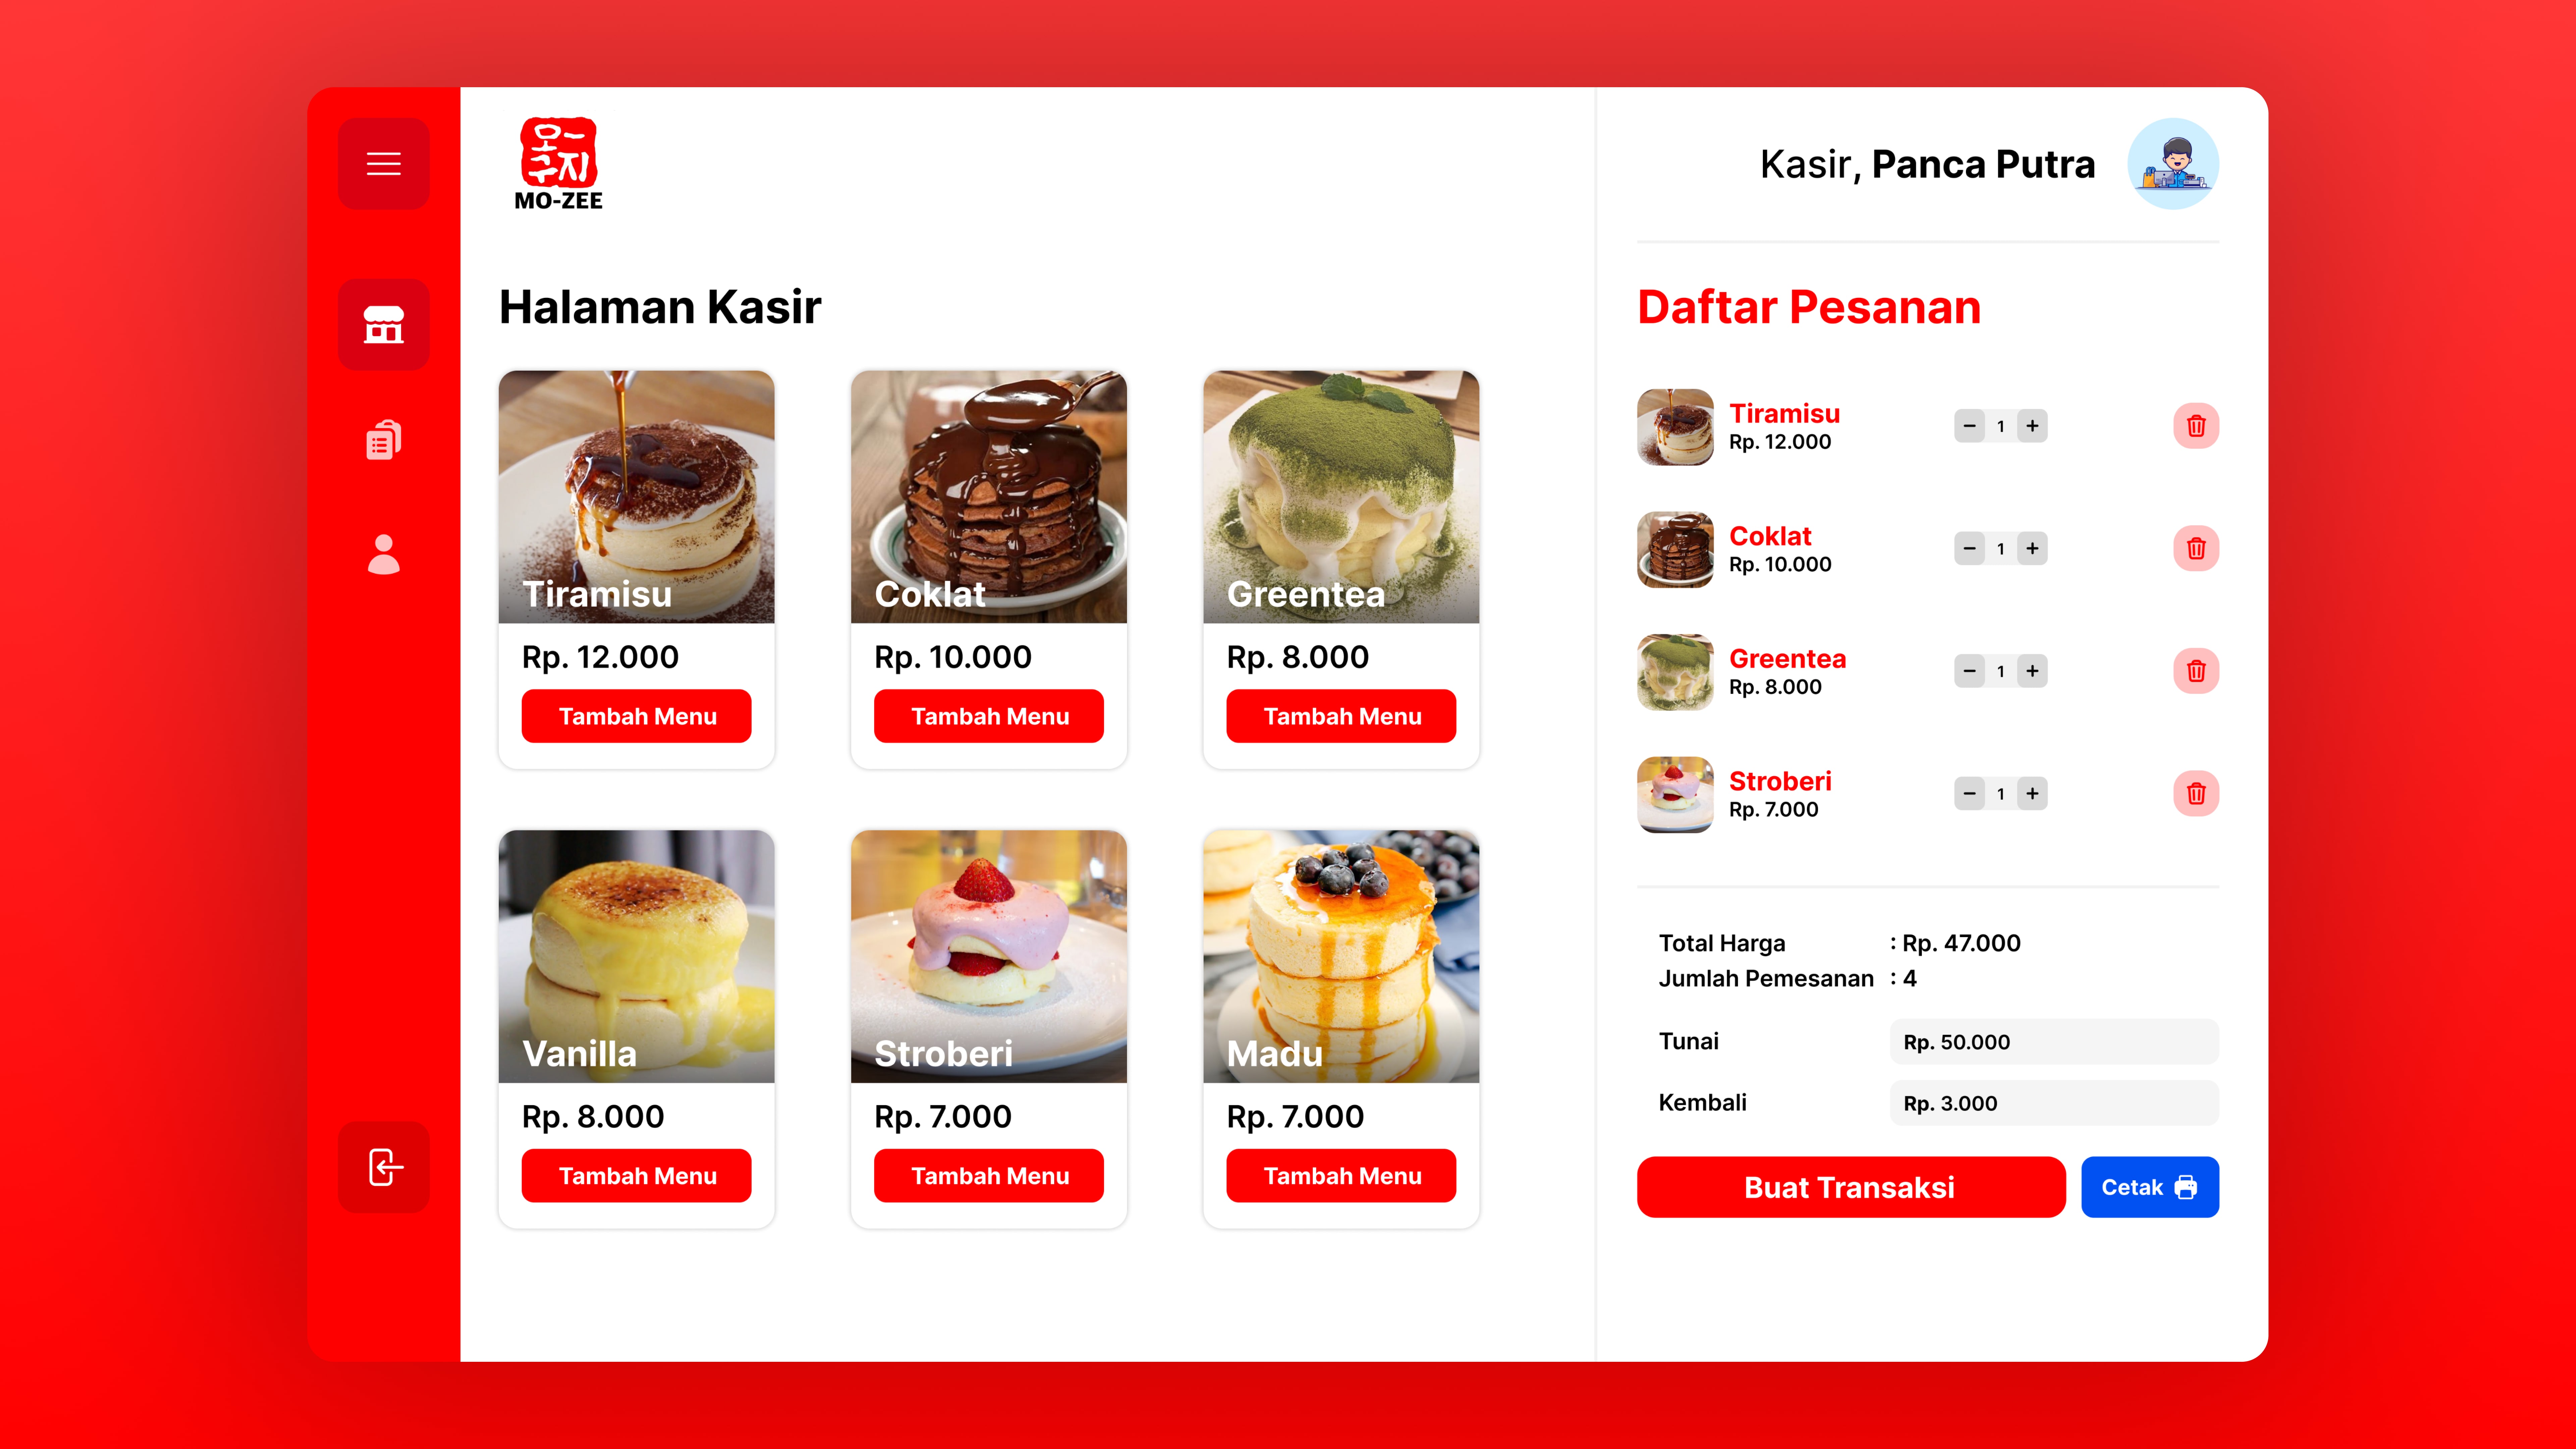 MO-ZEE
Kasir, Panca Putra
Halaman Kasir
Tiramisu
Rp. 12.000
Tambah Menu
Coklat
Rp. 10.000
Tambah Menu
Greentea
Rp. 8.000
Tambah Menu
Vanilla
Rp. 8.000
Tambah Menu
Stroberi
Rp. 7.000
Tambah Menu
Madu
Rp. 7.000
Tambah Menu
Daftar Pesanan
Tiramisu
Rp. 12.000
− 1 +
Coklat
Rp. 10.000
− 1 +
Greentea
Rp. 8.000
− 1 +
Stroberi
Rp. 7.000
− 1 +
Total Harga : Rp. 47.000
Jumlah Pemesanan : 4
Tunai Rp. 50.000
Kembali Rp. 3.000
Buat Transaksi
Cetak